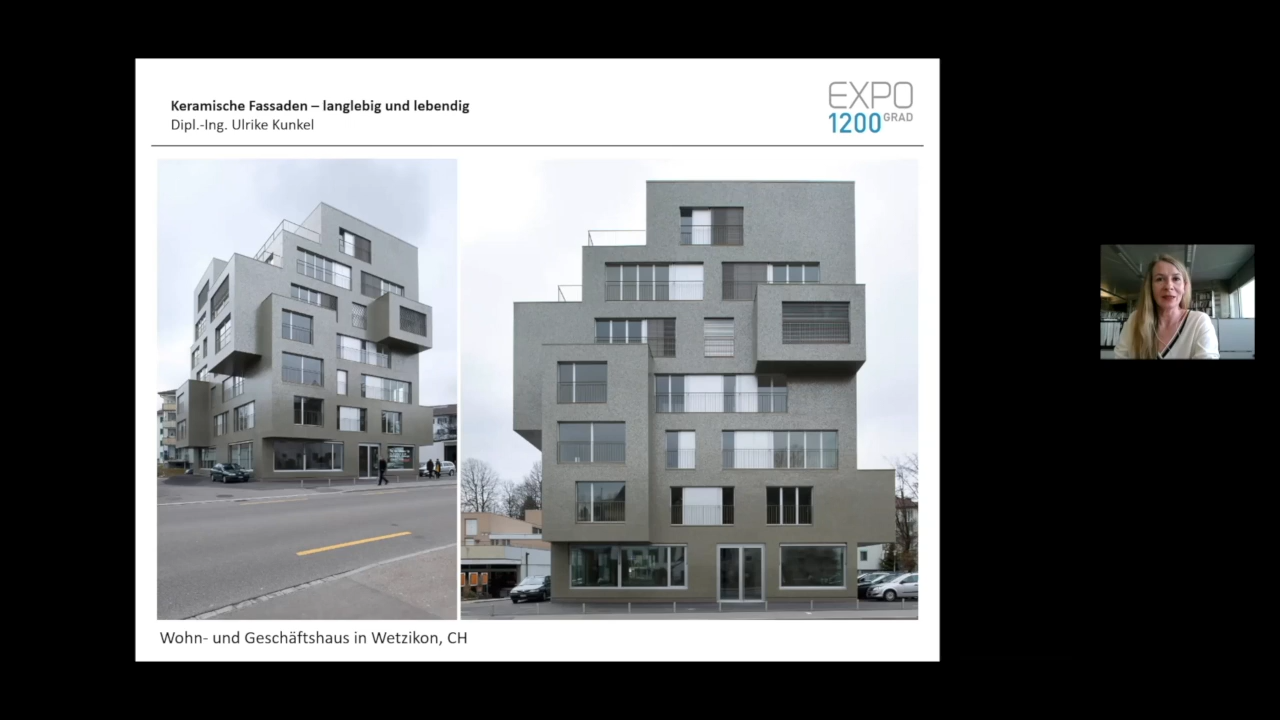 Keramische Fassaden – langlebig und lebendig
Dipl.-Ing. Ulrike Kunkel
EXPO
1200 GRAD
Wohn- und Geschäftshaus in Wetzikon, CH